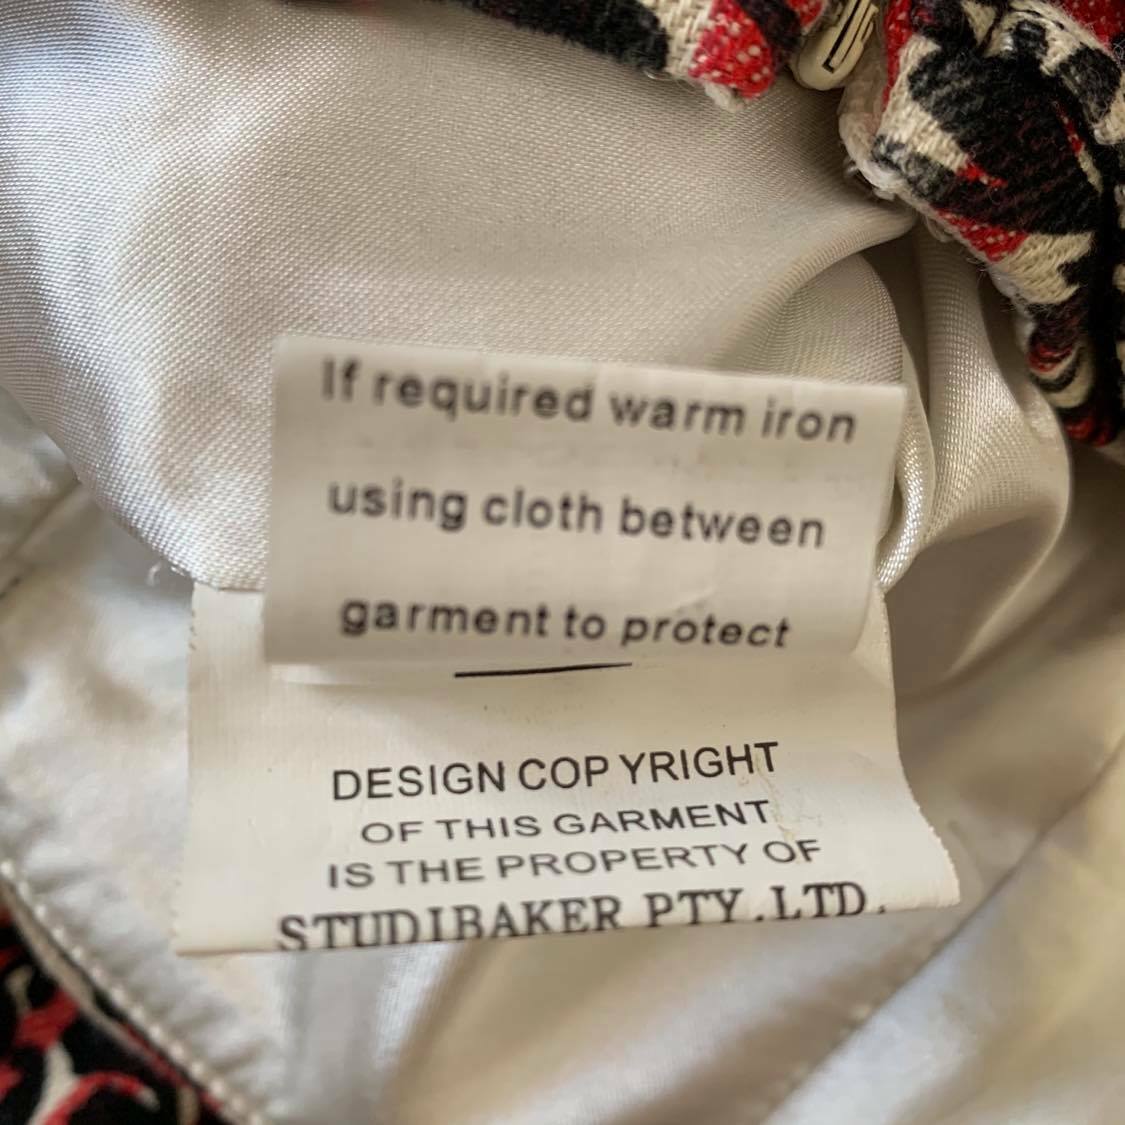 If required warm iron
using cloth between
garment to protect
DESIGN COP YRIGHT
OF THIS GARMENT
IS THE PROPERTY OF
STUDIBAKER PTY.LTD.